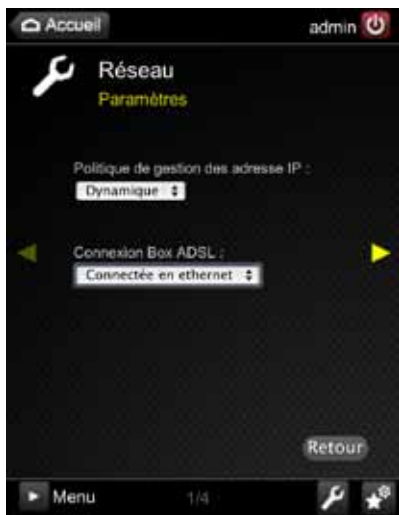 Accueil
admin
Réseau
Paramètres
Politique de gestion des adresse IP :
Dynamique
Connexion Box ADSL :
Connectée en ethernet
Retour
Menu
1/4